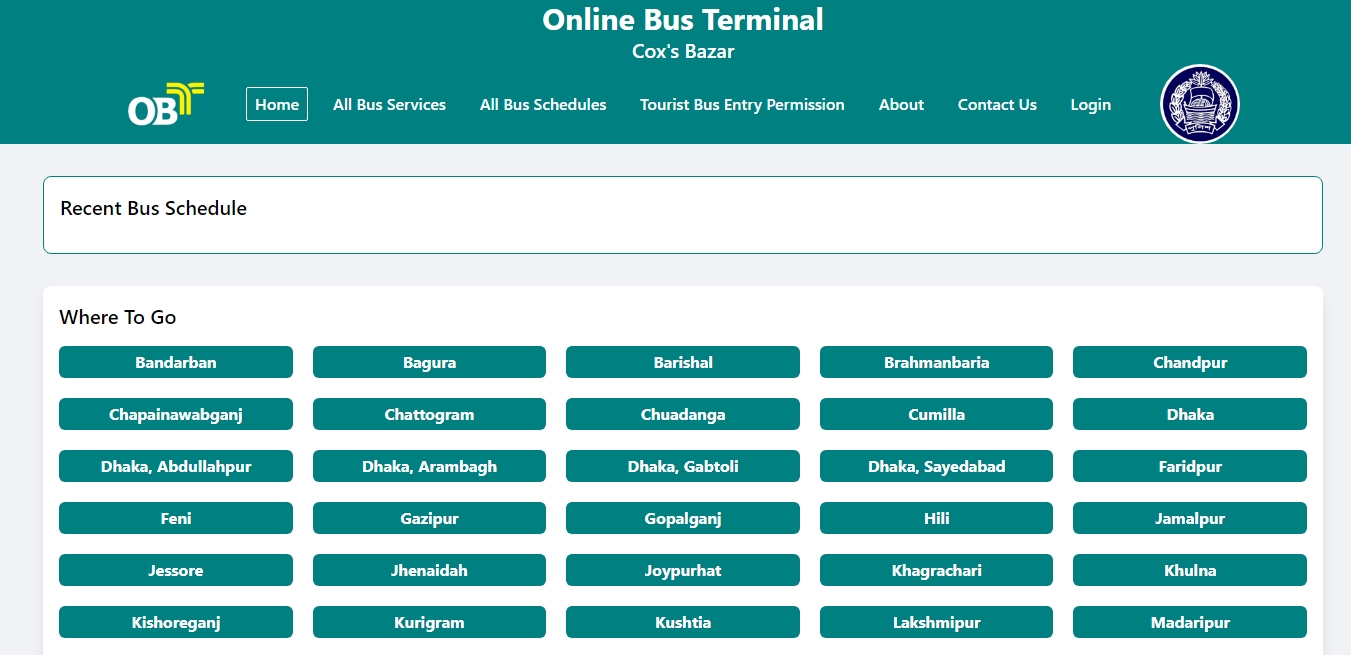 Online Bus Terminal
Cox's Bazar
OB
Home All Bus Services All Bus Schedules Tourist Bus Entry Permission About Contact Us Login
পুলিশ
Recent Bus Schedule
Where To Go
Bandarban Bagura Barishal Brahmanbaria Chandpur
Chapainawabganj Chattogram Chuadanga Cumilla Dhaka
Dhaka, Abdullahpur Dhaka, Arambagh Dhaka, Gabtoli Dhaka, Sayedabad Faridpur
Feni Gazipur Gopalganj Hili Jamalpur
Jessore Jhenaidah Joypurhat Khagrachari Khulna
Kishoreganj Kurigram Kushtia Lakshmipur Madaripur